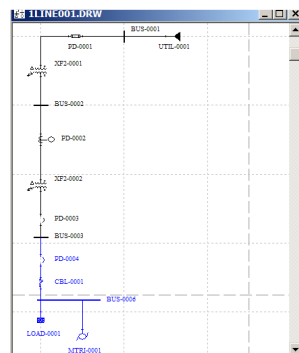 1LINE001.DRW
BUS-0001
PD-0001 UTIL-0001
XF2-0001
BUS-0002
PD-0002
XF2-0002
PD-0003
BUS-0003
PD-0004
CBL-0001
BUS-0006
LOAD-0001
MTRI-0001